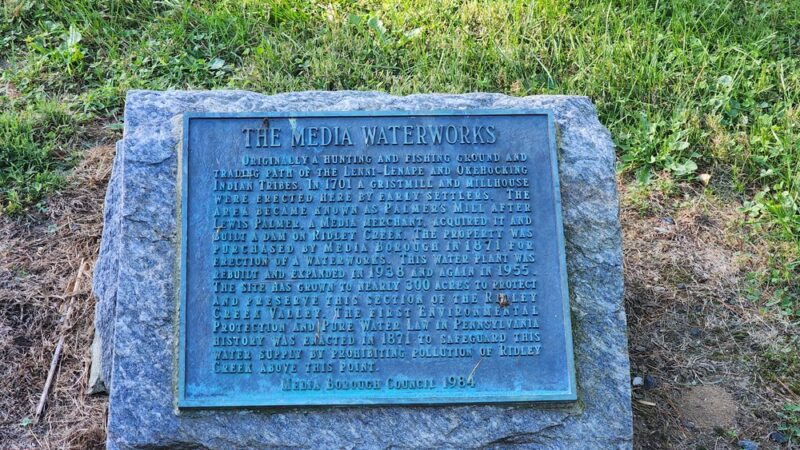 THE MEDIA WATERWORKS
ORIGINALLY A HUNTING AND FISHING GROUND AND
TRADING PATH OF THE LENNI-LENAPE AND OKEHOCKING
INDIAN TRIBES. IN 1701 A GRISTMILL AND MILLHOUSE
WERE ERECTED HERE BY EARLY SETTLERS. THE
AREA BECAME KNOWN AS PALMERS MILL AFTER
LEWIS PALMER, A MEDIA MERCHANT, ACQUIRED IT AND
BUILT A DAM ON RIDLEY CREEK. THE PROPERTY WAS
PURCHASED BY MEDIA BOROUGH IN 1871 FOR
ERECTION OF A WATERWORKS. THIS WATER PLANT WAS
REBUILT AND EXPANDED IN 1938 AND AGAIN IN 1955.
THE SITE HAS GROWN TO NEARLY 300 ACRES TO PROTECT
AND PRESERVE THIS SECTION OF THE RIDLEY
CREEK VALLEY. THE FIRST ENVIRONMENTAL
PROTECTION AND PURE WATER LAW IN PENNSYLVANIA
HISTORY WAS ENACTED IN 1871 TO SAFEGUARD THIS
WATER SUPPLY BY PROHIBITING POLLUTION OF RIDLEY
CREEK ABOVE THIS POINT.
MEDIA BOROUGH COUNCIL 1984